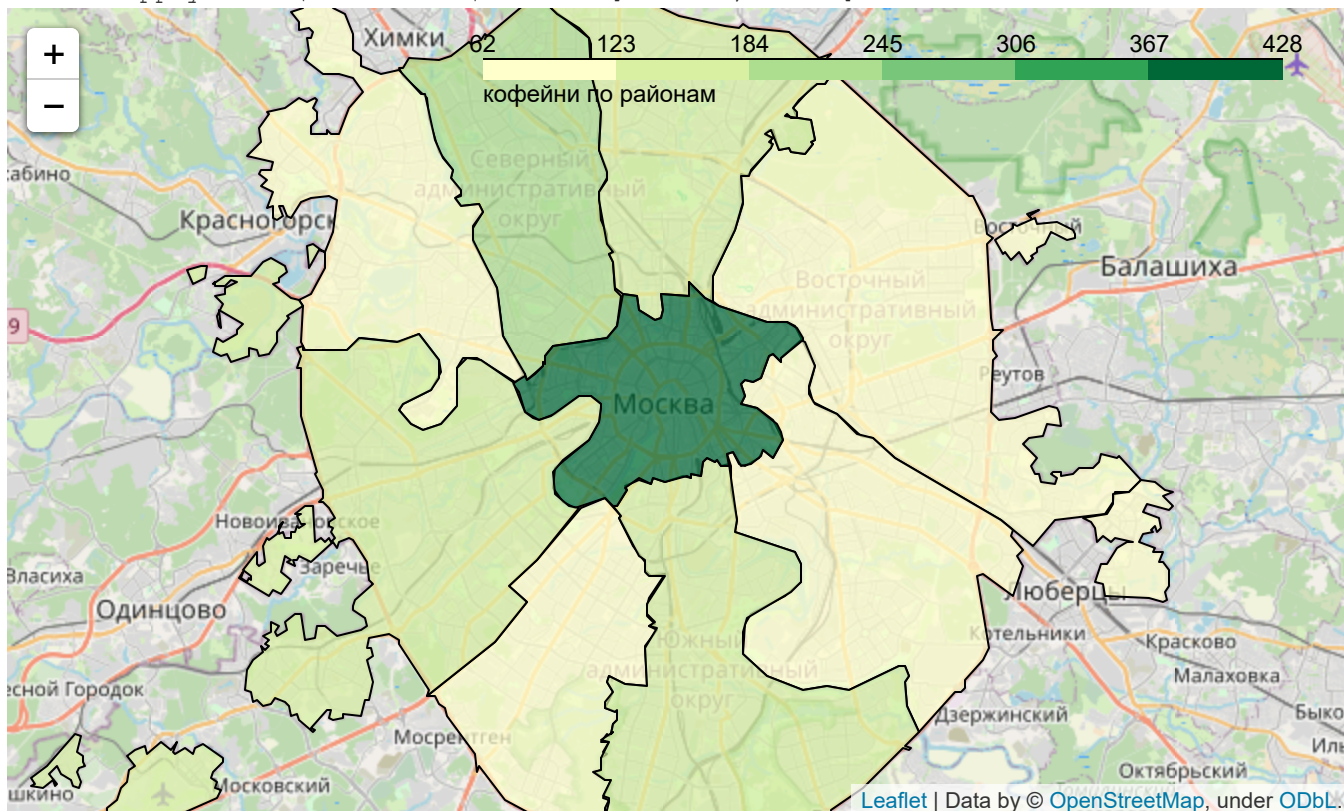 +
−
Химки
62 123 184 245 306 367 428
кофейни по районам
Северный
административный
округ
Красногорск
Восточный
Балашиха
9
Восточный
административный
округ
Реутов
Москва
Новоивановское
Заречье
Власиха
Одинцово
Люберцы
Котельники
Красково
Южный
административный
округ
Малаховка
Дзержинский
Мосрентген
Октябрьский
Московский
Leaflet | Data by © OpenStreetMap, under ODbL.